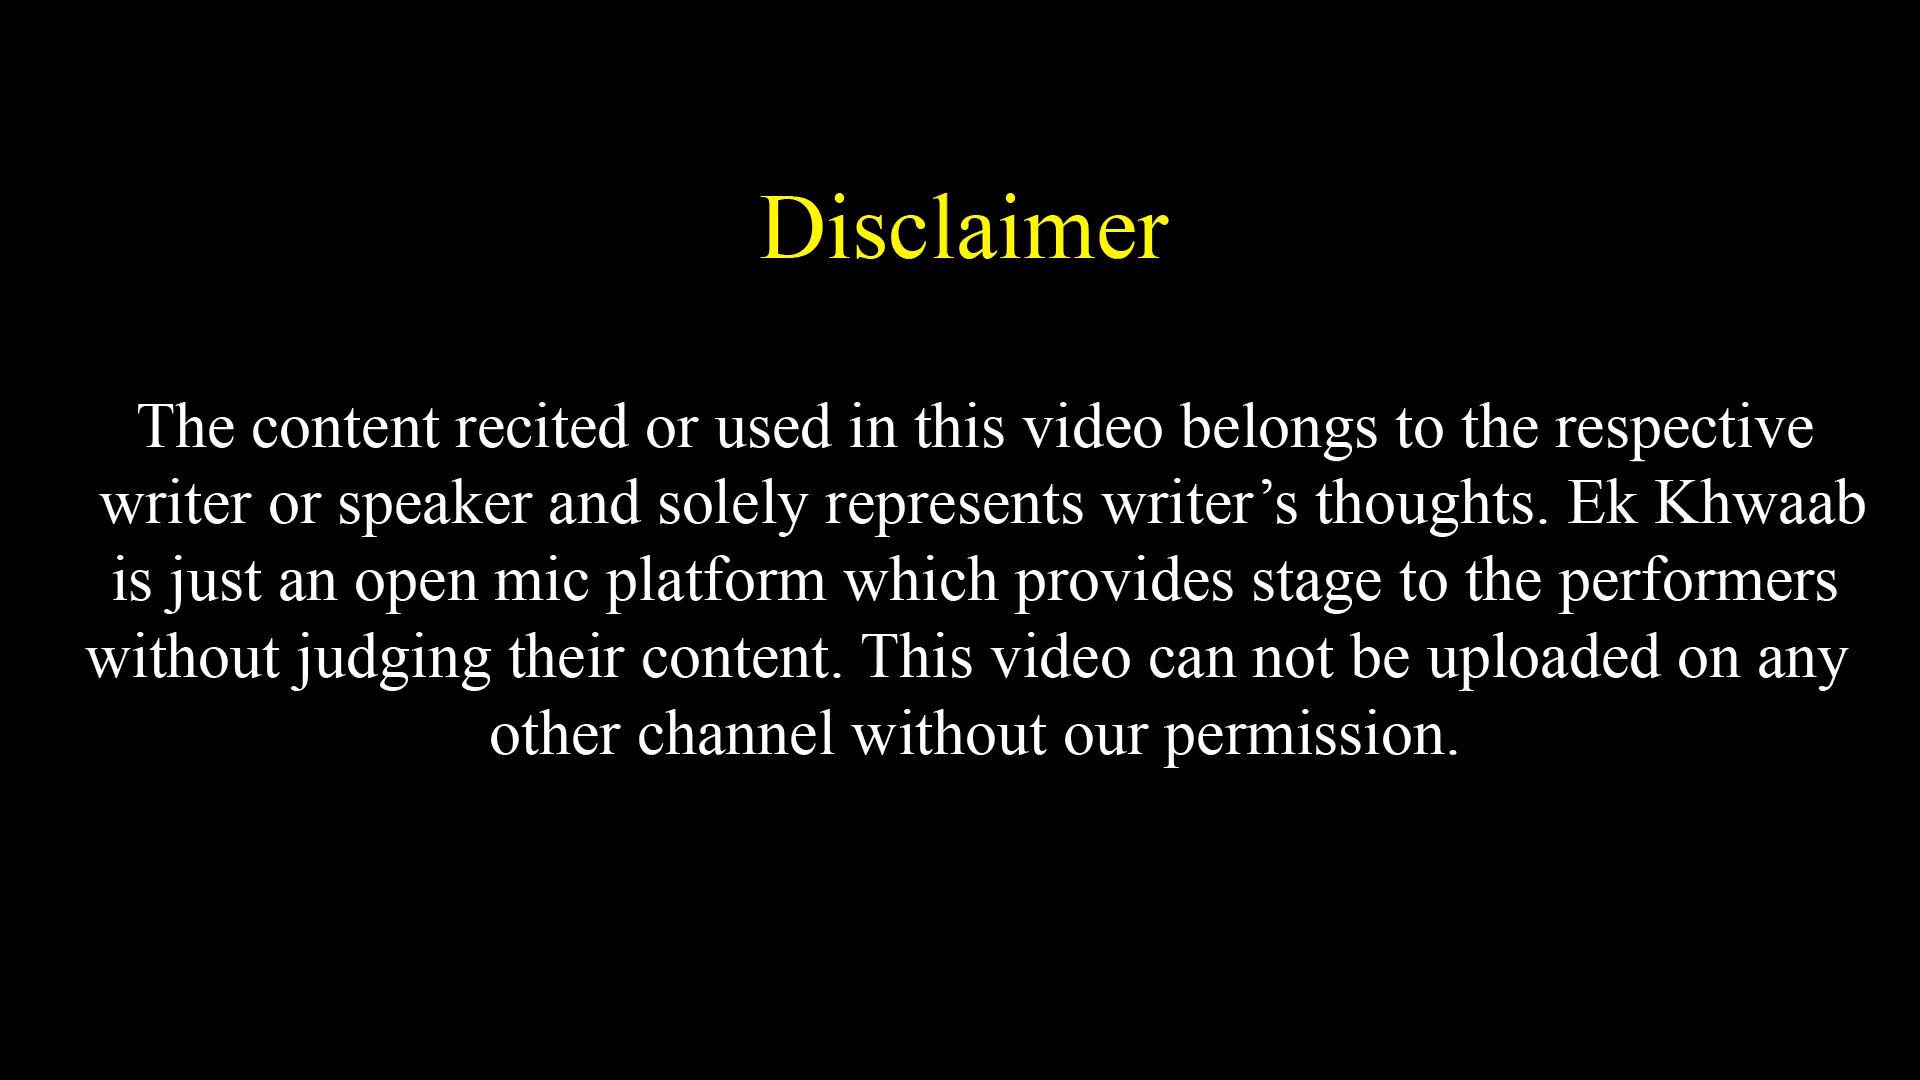 Disclaimer
The content recited or used in this video belongs to the respective
writer or speaker and solely represents writer’s thoughts. Ek Khwaab
is just an open mic platform which provides stage to the performers
without judging their content. This video can not be uploaded on any
other channel without our permission.